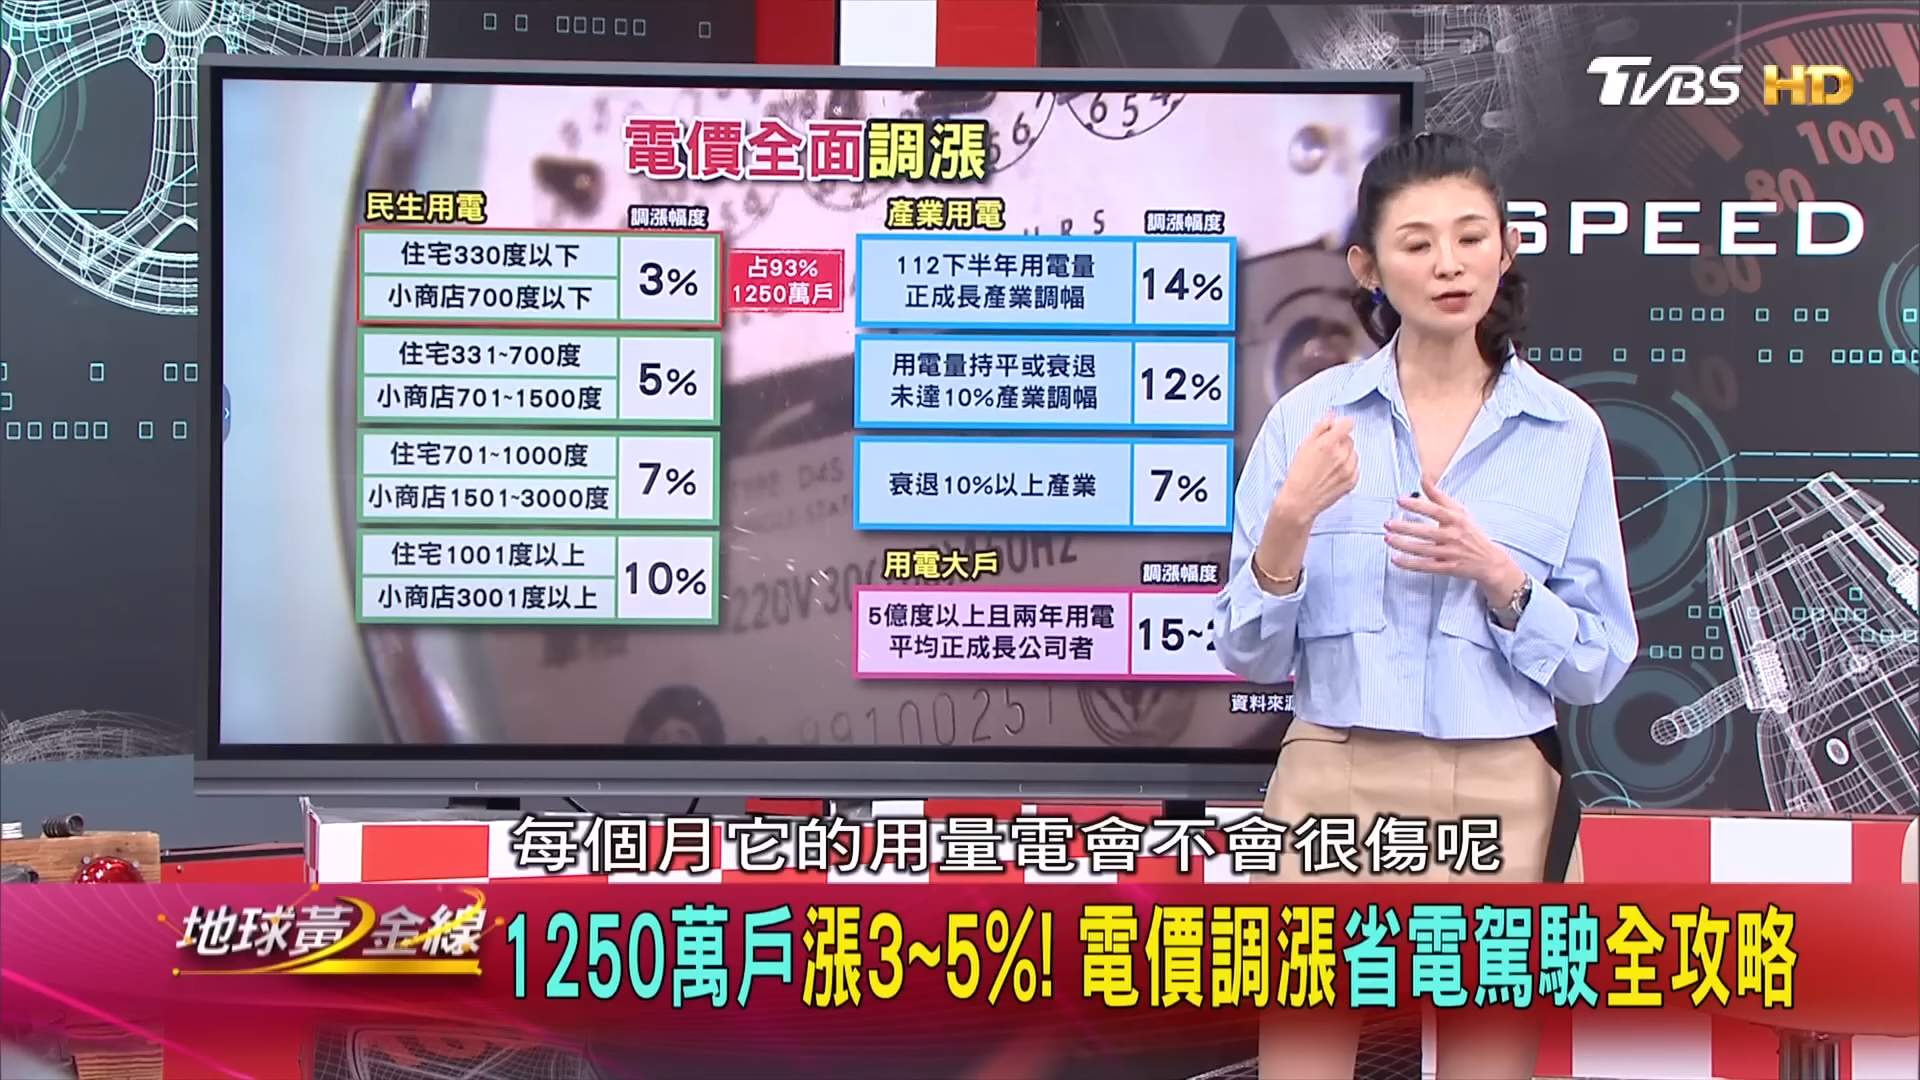 TVBS HD
SPEED
100
80
60
電價全面調漲
民生用電
調漲幅度
住宅330度以下
小商店700度以下
3%
占93%
1250萬戶
住宅331~700度
小商店701~1500度
5%
住宅701~1000度
小商店1501~3000度
7%
住宅1001度以上
小商店3001度以上
10%
產業用電
調漲幅度
112下半年用電量
正成長產業調幅
14%
用電量持平或衰退
未達10%產業調幅
12%
衰退10%以上產業
7%
用電大戶
調漲幅度
5億度以上且兩年用電
平均正成長公司者
15~2
資料來源
每個月它的用量電會不會很傷呢
地球黃金線
1250萬戶漲3~5%! 電價調漲省電駕駛全攻略